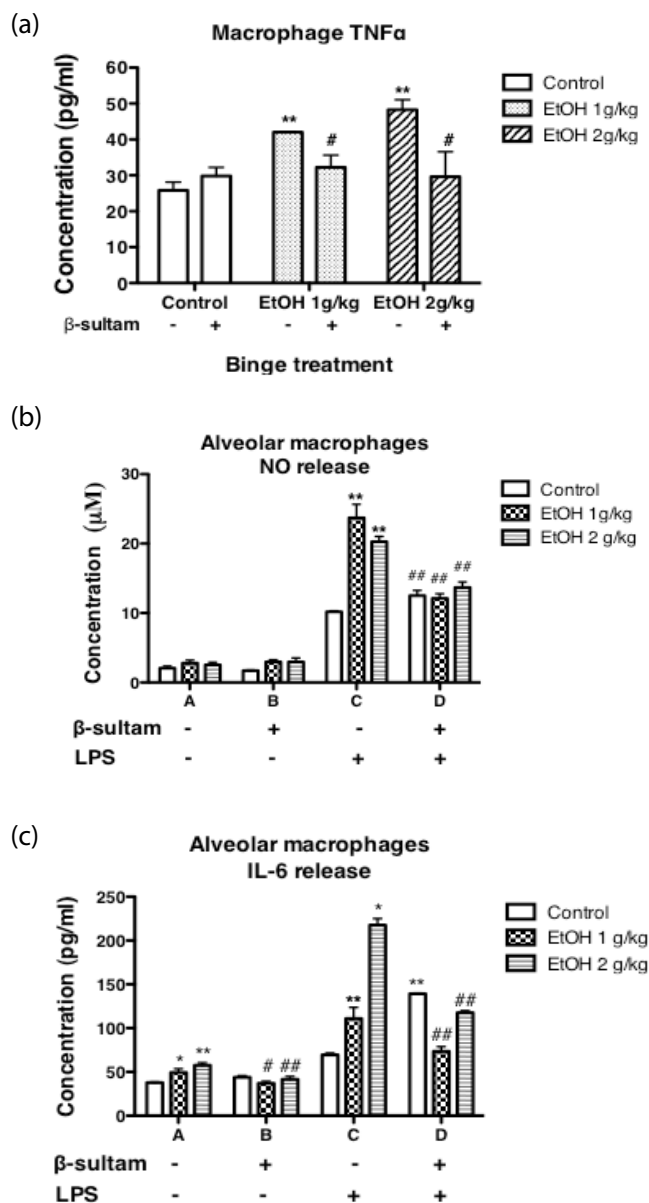 (a)
Macrophage TNFα
Concentration (pg/ml)
60
50
40
30
20
10
0
**
#
**
#
Control
EtOH 1g/kg
EtOH 2g/kg
Control EtOH 1g/kg EtOH 2g/kg
β-sultam - + - + - +
Binge treatment
(b)
Alveolar macrophages
NO release
Concentration (μM)
30
20
10
0
**
**
## ## ##
Control
EtOH 1g/kg
EtOH 2 g/kg
A B C D
β-sultam - + - +
LPS - - + +
(c)
Alveolar macrophages
IL-6 release
Concentration (pg/ml)
250
200
150
100
50
0
* **
# ##
** *
** ## ##
Control
EtOH 1 g/kg
EtOH 2 g/kg
A B C D
β-sultam - + - +
LPS - - + +